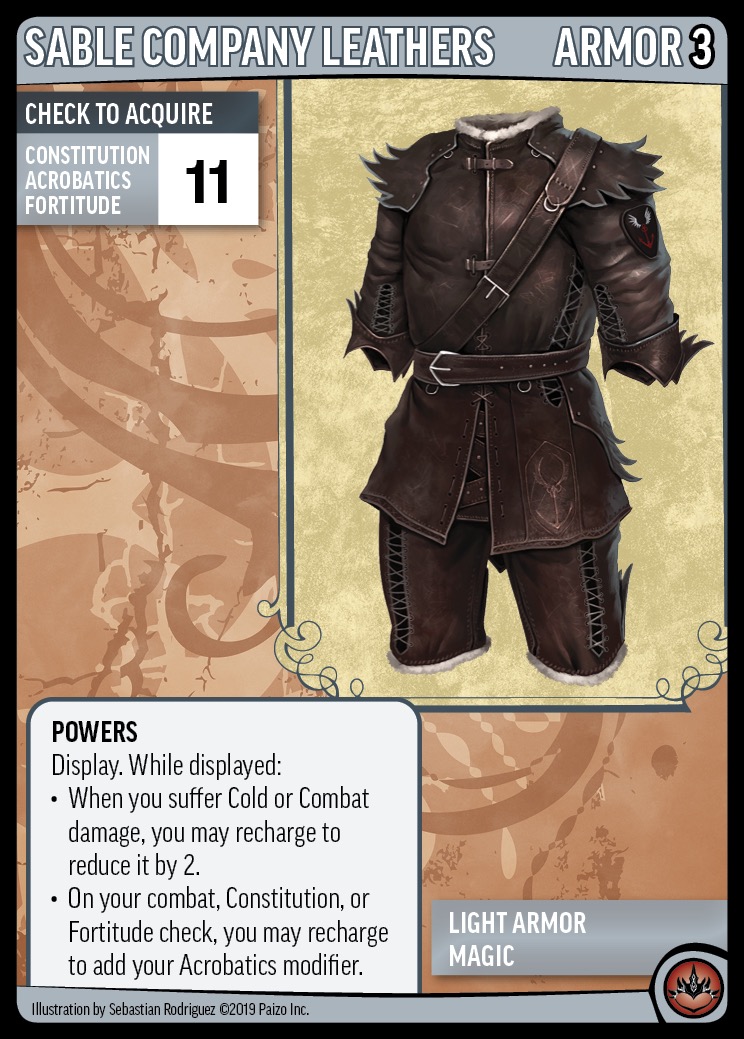 SABLE COMPANY LEATHERS ARMOR 3
CHECK TO ACQUIRE
CONSTITUTION
ACROBATICS
FORTITUDE
11
POWERS
Display. While displayed:
• When you suffer Cold or Combat
damage, you may recharge to
reduce it by 2.
• On your combat, Constitution, or
Fortitude check, you may recharge
to add your Acrobatics modifier.
LIGHT ARMOR
MAGIC
Illustration by Sebastian Rodriguez ©2019 Paizo Inc.